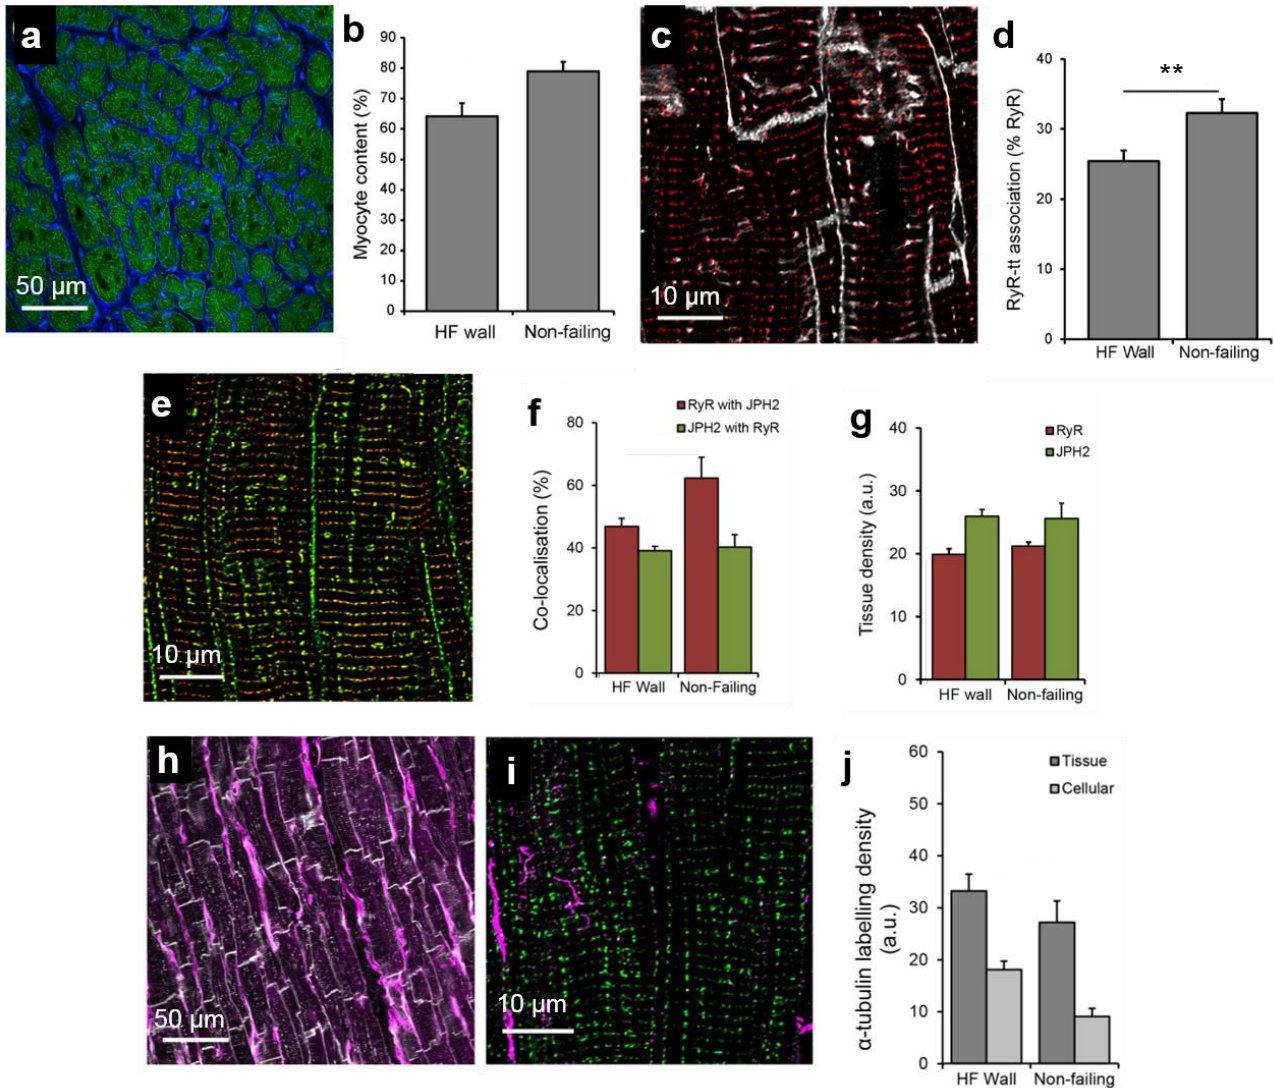 a
50 µm
b
Myocyte content (%)
90
80
70
60
50
40
30
20
10
0
HF wall
Non-failing
c
10 µm
d
RyR-tt association (% RyR)
40
30
20
10
0
**
HF Wall
Non-failing
e
10 µm
f
RyR with JPH2
JPH2 with RyR
Co-localisation (%)
80
60
40
20
0
HF Wall
Non-Failing
g
RyR
JPH2
Tissue density (a.u.)
40
30
20
10
0
HF wall
Non-failing
h
50 µm
i
10 µm
j
Tissue
Cellular
α-tubulin labelling density
(a.u.)
60
50
40
30
20
10
0
HF Wall
Non-failing